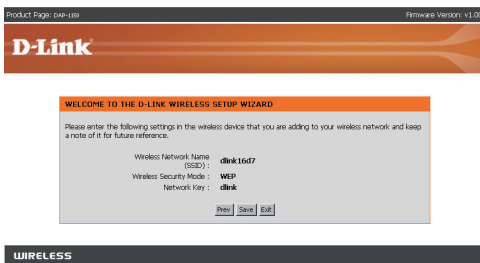 Product Page: DAP-1150 Firmware Version: v1.00
D-Link
WELCOME TO THE D-LINK WIRELESS SETUP WIZARD
Please enter the following settings in the wireless device that you are adding to your wireless network and keep
a note of it for future reference.
Wireless Network Name
(SSID) : dlink16d7
Wireless Security Mode : WEP
Network Key : dlink
Prev Save Exit
WIRELESS